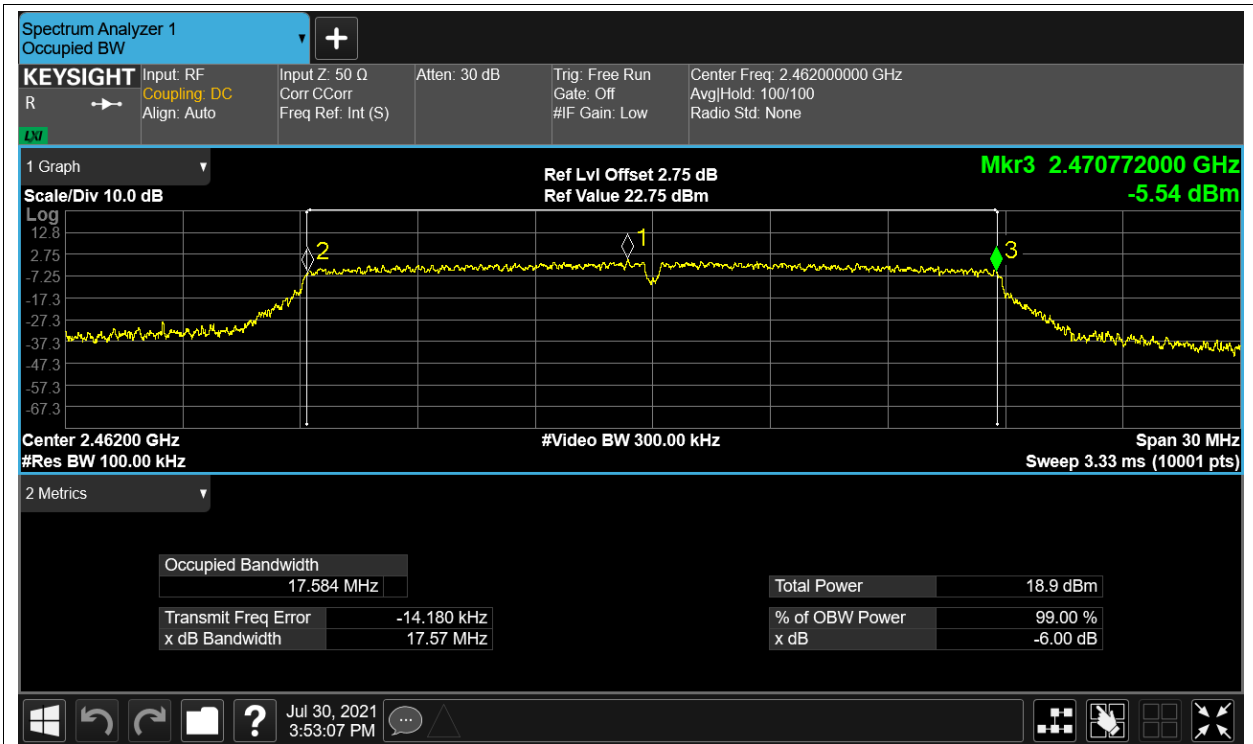 Spectrum Analyzer 1
Occupied BW
KEYSIGHT
R
LXI
Input: RF
Coupling: DC
Align: Auto
Input Z: 50 Ω
Corr CCorr
Freq Ref: Int (S)
Atten: 30 dB
Trig: Free Run
Gate: Off
#IF Gain: Low
Center Freq: 2.462000000 GHz
Avg|Hold: 100/100
Radio Std: None
1 Graph
Scale/Div 10.0 dB
Ref Lvl Offset 2.75 dB
Ref Value 22.75 dBm
Mkr3 2.470772000 GHz
-5.54 dBm
Log
12.8
2.75
-7.25
-17.3
-27.3
-37.3
-47.3
-57.3
-67.3
2
1
3
Center 2.46200 GHz
#Video BW 300.00 kHz
Span 30 MHz
#Res BW 100.00 kHz
Sweep 3.33 ms (10001 pts)
2 Metrics
Occupied Bandwidth
17.584 MHz
Transmit Freq Error -14.180 kHz
x dB Bandwidth 17.57 MHz
Total Power 18.9 dBm
% of OBW Power 99.00 %
x dB -6.00 dB
?
Jul 30, 2021
3:53:07 PM